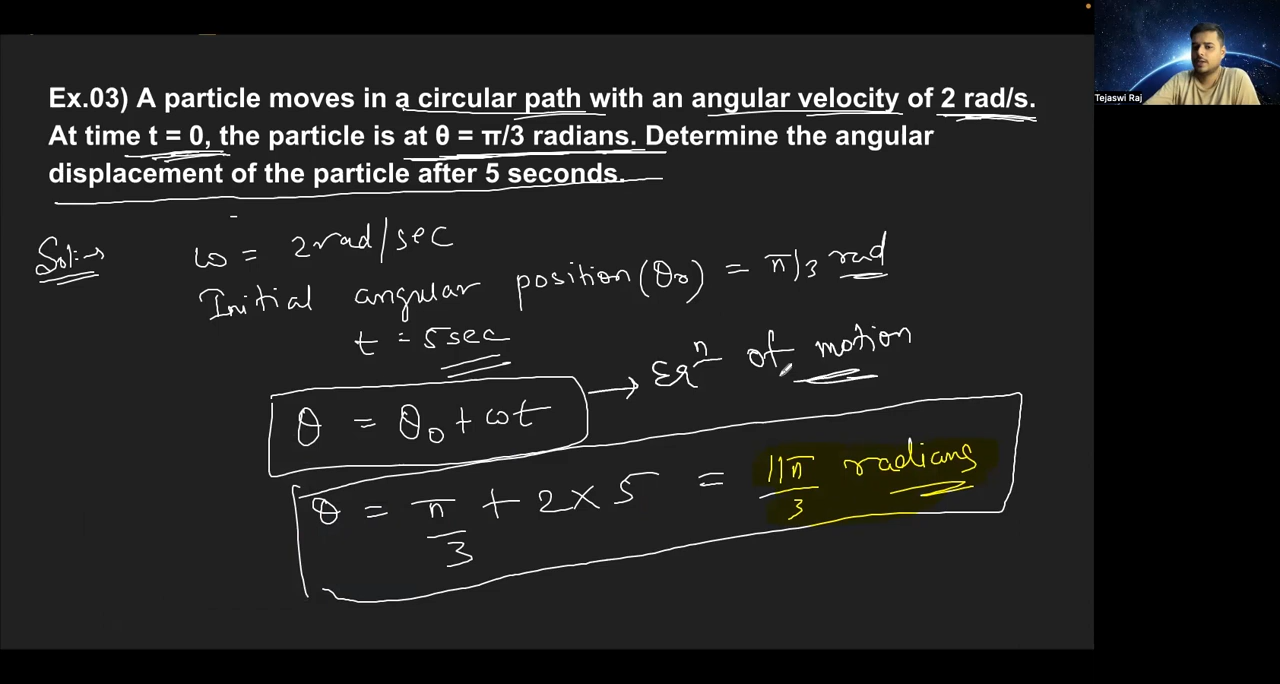 Tejaswi Raj
Ex.03) A particle moves in a circular path with an angular velocity of 2 rad/s.
At time t = 0, the particle is at θ = π/3 radians. Determine the angular
displacement of the particle after 5 seconds.
Sol:→
ω = 2 rad/sec
Initial angular position(θ₀) = π/3 rad
t = 5 sec
θ = θ₀ + ωt → Eqⁿ of motion
θ = π/3 + 2 × 5 = 11π/3 radians